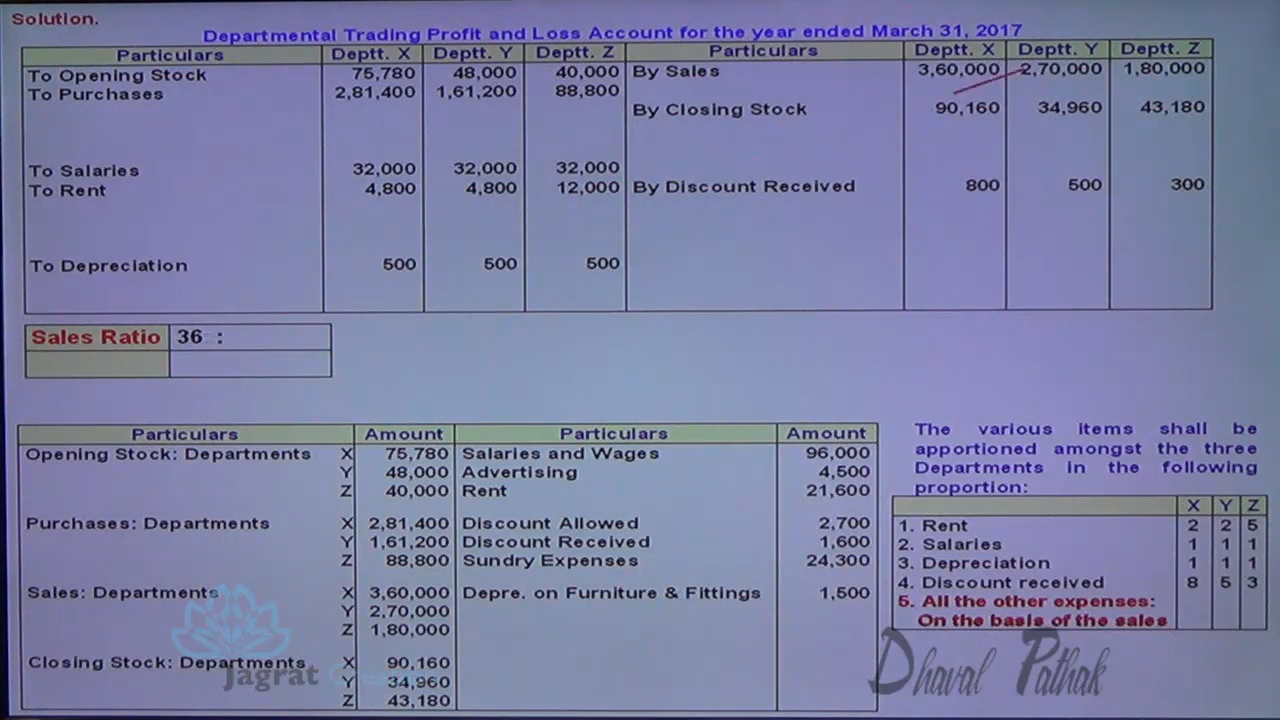 Solution.
Departmental Trading Profit and Loss Account for the year ended March 31, 2017
Particulars Deptt. X Deptt. Y Deptt. Z Particulars Deptt. X Deptt. Y Deptt. Z
To Opening Stock 75,780 48,000 40,000 By Sales 3,60,000 2,70,000 1,80,000
To Purchases 2,81,400 1,61,200 88,800
By Closing Stock 90,160 34,960 43,180
To Salaries 32,000 32,000 32,000
To Rent 4,800 4,800 12,000 By Discount Received 800 500 300
To Depreciation 500 500 500
Sales Ratio 36 :
Particulars Amount Particulars Amount
Opening Stock: Departments X 75,780 Salaries and Wages 96,000
Y 48,000 Advertising 4,500
Z 40,000 Rent 21,600
Purchases: Departments X 2,81,400 Discount Allowed 2,700
Y 1,61,200 Discount Received 1,600
Z 88,800 Sundry Expenses 24,300
Sales: Departments X 3,60,000 Depre. on Furniture & Fittings 1,500
Y 2,70,000
Z 1,80,000
Closing Stock: Departments X 90,160
Y 34,960
Z 43,180
The various items shall be
apportioned amongst the three
Departments in the following
proportion:
X Y Z
1. Rent 2 2 5
2. Salaries 1 1 1
3. Depreciation 1 1 1
4. Discount received 8 5 3
5. All the other expenses:
On the basis of the sales
Jagrat
Dhaval Pathak